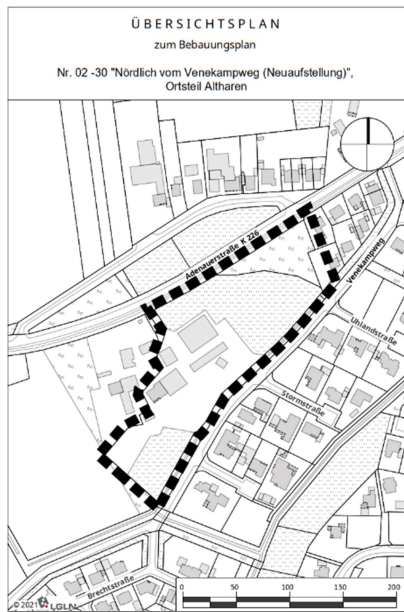 ÜBERSICHTSPLAN
zum Bebauungsplan
Nr. 02 -30 "Nördlich vom Venekampweg (Neuaufstellung)",
Ortsteil Altharen
Adenauerstraße K 226
Venekampweg
Uhlandstraße
Stormstraße
Brechtstraße
© 2021 LGLN
0 50 100 150 200